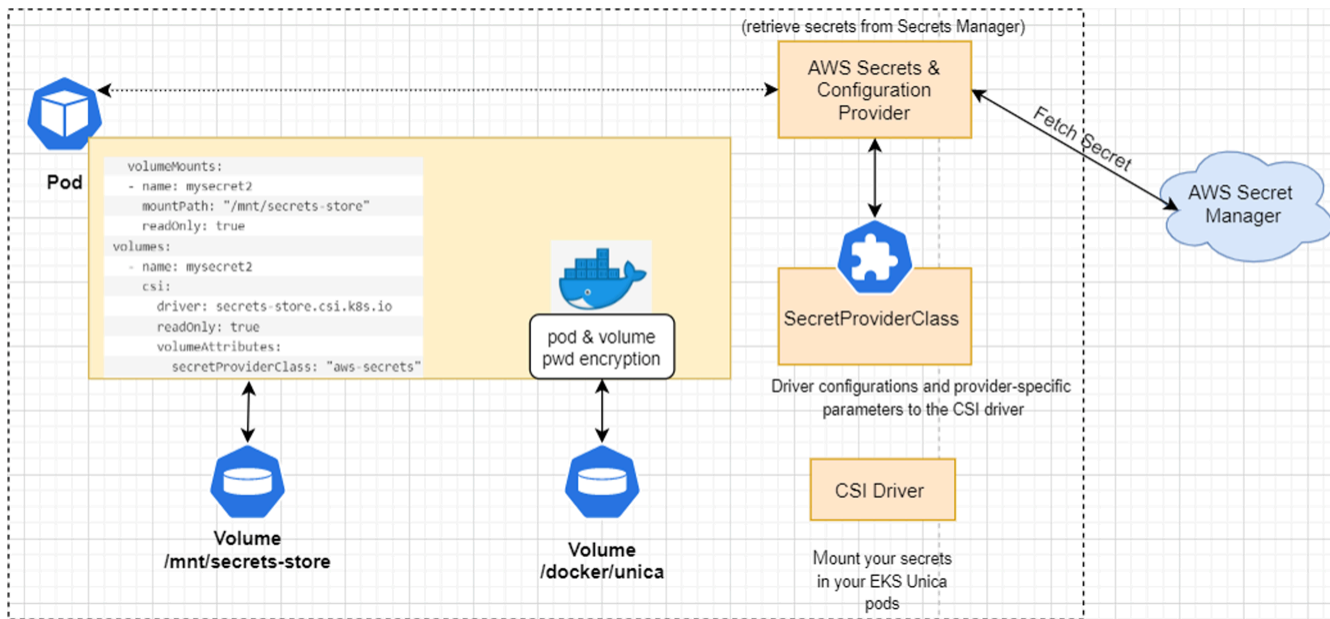 (retrieve secrets from Secrets Manager)
AWS Secrets &
Configuration
Provider
Fetch Secret
AWS Secret
Manager
Pod
volumeMounts:
- name: mysecret2
mountPath: "/mnt/secrets-store"
readOnly: true
volumes:
- name: mysecret2
csi:
driver: secrets-store.csi.k8s.io
readOnly: true
volumeAttributes:
secretProviderClass: "aws-secrets"
pod & volume
pwd encryption
SecretProviderClass
Driver configurations and provider-specific
parameters to the CSI driver
Volume
/mnt/secrets-store
Volume
/docker/unica
CSI Driver
Mount your secrets
in your EKS Unica
pods